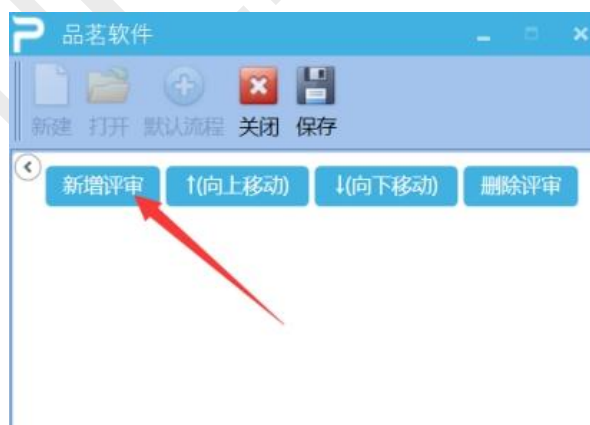 品茗软件
新建 打开 默认流程 关闭 保存
新增评审 ↑(向上移动) ↓(向下移动) 删除评审